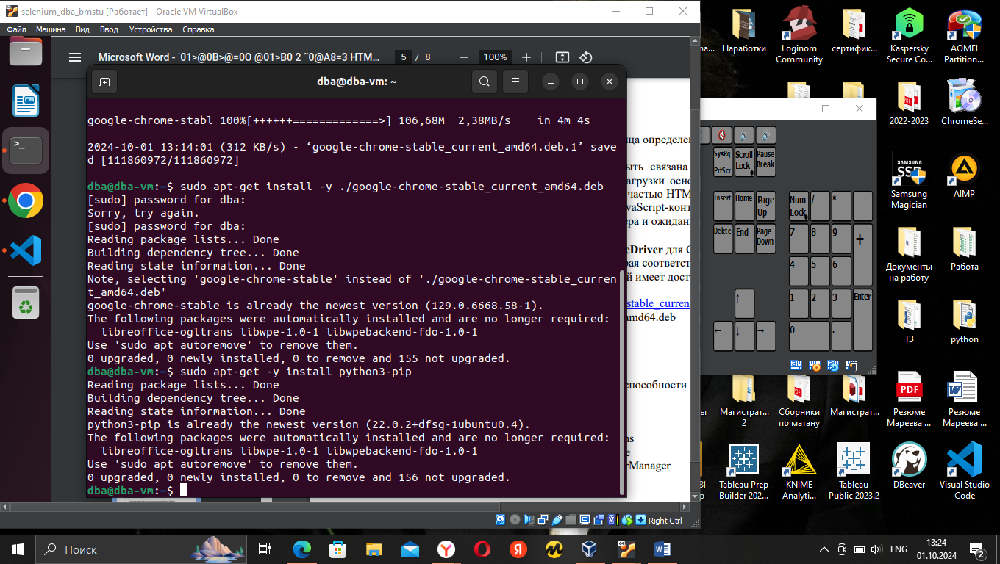 selenium_dba_bmstu [Работает] - Oracle VM VirtualBox
Файл Машина Вид Ввод Устройства Справка
Microsoft Word - ¨01>@0B>@=0O @01>B0 2 ˜0@A8=3 HTM...
5 / 8
100%
dba@dba-vm: ~
google-chrome-stabl 100%[++++++=============>] 106,68M 2,38MB/s in 4m 4s
2024-10-01 13:14:01 (312 KB/s) - ‘google-chrome-stable_current_amd64.deb.1’ save
d [111860972/111860972]
dba@dba-vm:~$ sudo apt-get install -y ./google-chrome-stable_current_amd64.deb
[sudo] password for dba:
Sorry, try again.
[sudo] password for dba:
Reading package lists... Done
Building dependency tree... Done
Reading state information... Done
Note, selecting 'google-chrome-stable' instead of './google-chrome-stable_curren
t_amd64.deb'
google-chrome-stable is already the newest version (129.0.6668.58-1).
The following packages were automatically installed and are no longer required:
libreoffice-ogltrans libwpe-1.0-1 libwpebackend-fdo-1.0-1
Use 'sudo apt autoremove' to remove them.
0 upgraded, 0 newly installed, 0 to remove and 155 not upgraded.
dba@dba-vm:~$ sudo apt-get -y install python3-pip
Reading package lists... Done
Building dependency tree... Done
Reading state information... Done
python3-pip is already the newest version (22.0.2+dfsg-1ubuntu0.4).
The following packages were automatically installed and are no longer required:
libreoffice-ogltrans libwpe-1.0-1 libwpebackend-fdo-1.0-1
Use 'sudo apt autoremove' to remove them.
0 upgraded, 0 newly installed, 0 to remove and 156 not upgraded.
dba@dba-vm:~$
ца определе
ыть связана
агрузки осно
частью HTM
vaScript-конт
ера и ожидан
eDriver для C
рая соответст
й имеет дост
stable_curren
amd64.deb
способности
ns
e
rManager
Right Ctrl
SysRq PrtScr
Scroll Lock
Pause Break
Insert Home Page Up
Num Lock / * -
Delete End Page Down
7 8 9 +
4 5 6
↑ 1 2 3 Enter
← ↓ → 0 .
Наработки
Loginom Community
сертифик...
Kaspersky Secure Co...
AOMEI Partition...
2022-2023
ChromeSe...
Samsung Magician
SAMSUNG SSD
AIMP
Документы на работу
Работа
ТЗ
python
Магистрат... 2
Сборники по матану
Магистрат...
PDF
Резюме Мареева ...
Резюме Мареева ...
Tableau Prep Builder 202...
KNIME Analyti...
Tableau Public 2023.2
DBeaver
Visual Studio Code
Поиск
ENG
13:24
01.10.2024
2